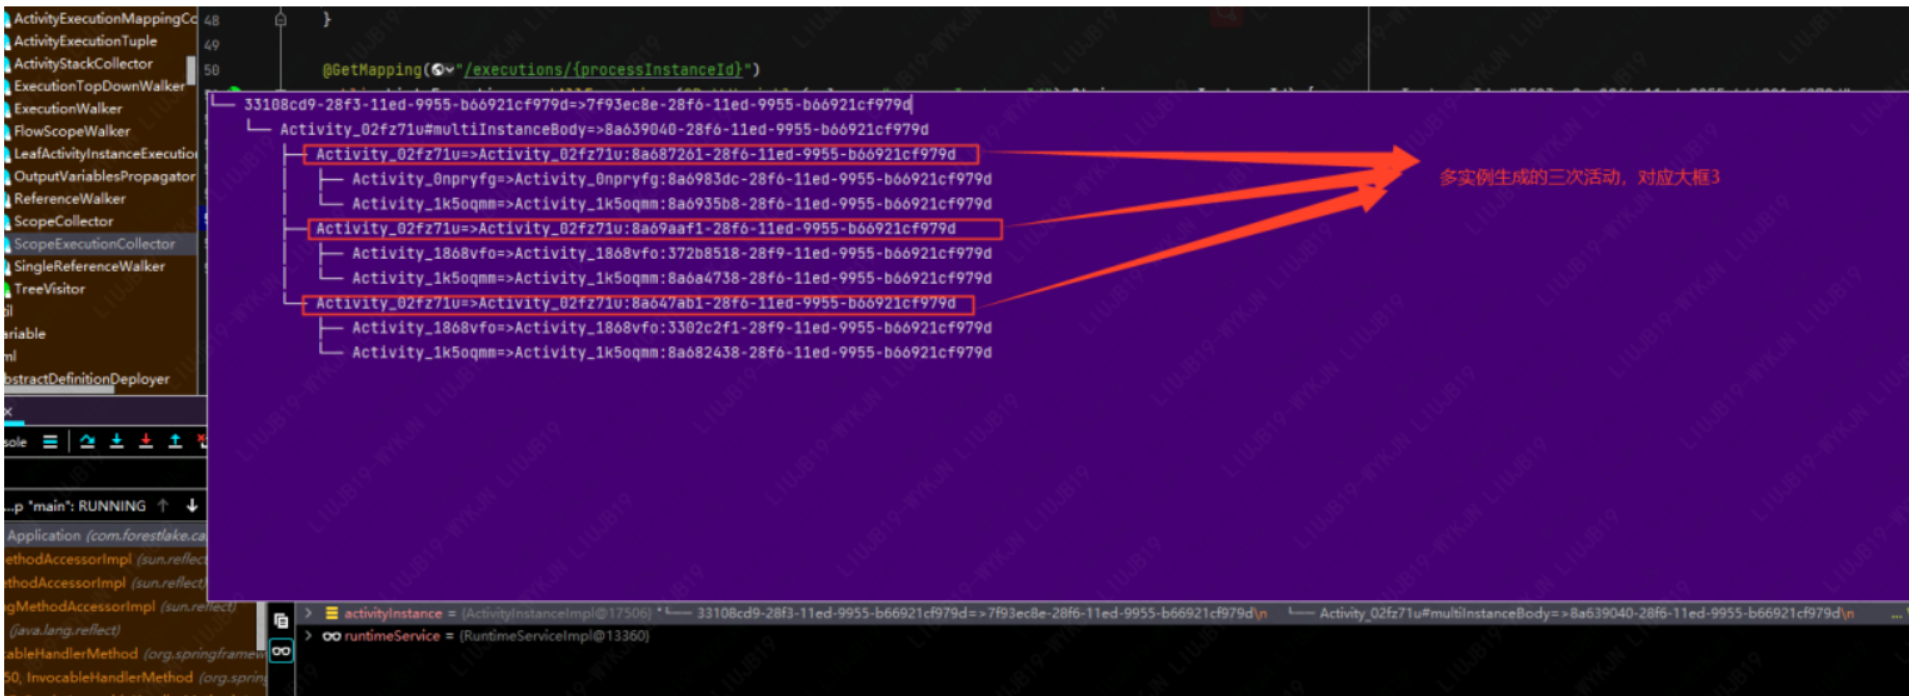 ActivityExecutionMappingCo
ActivityExecutionTuple
ActivityStackCollector
ExecutionTopDownWalker
ExecutionWalker
FlowScopeWalker
LeafActivityInstanceExecution
OutputVariablesPropagator
ReferenceWalker
ScopeCollector
ScopeExecutionCollector
SingleReferenceWalker
TreeVisitor
til
ariable
ml
bstractDefinitionDeployer
48 }
49
50 @GetMapping("/executions/{processInstanceId}")
└── 33108cd9-28f3-11ed-9955-b66921cf979d=>7f93ec8e-28f6-11ed-9955-b66921cf979d
└── Activity_02fz71u#multiInstanceBody=>8a639040-28f6-11ed-9955-b66921cf979d
├── Activity_02fz71u=>Activity_02fz71u:8a687261-28f6-11ed-9955-b66921cf979d
│ ├── Activity_0npryfg=>Activity_0npryfg:8a6983dc-28f6-11ed-9955-b66921cf979d
│ └── Activity_1k5oqmm=>Activity_1k5oqmm:8a6935b8-28f6-11ed-9955-b66921cf979d
├── Activity_02fz71u=>Activity_02fz71u:8a69aaf1-28f6-11ed-9955-b66921cf979d
│ ├── Activity_1868vfo=>Activity_1868vfo:372b8518-28f9-11ed-9955-b66921cf979d
│ └── Activity_1k5oqmm=>Activity_1k5oqmm:8a6a4738-28f6-11ed-9955-b66921cf979d
└── Activity_02fz71u=>Activity_02fz71u:8a647ab1-28f6-11ed-9955-b66921cf979d
├── Activity_1868vfo=>Activity_1868vfo:3302c2f1-28f9-11ed-9955-b66921cf979d
└── Activity_1k5oqmm=>Activity_1k5oqmm:8a682438-28f6-11ed-9955-b66921cf979d
多实例生成的三次活动，对应大框3
sole
...p "main": RUNNING
Application (com.forestlake.ca
ethodAccessorImpl (sun.reflect
ethodAccessorImpl (sun.reflect)
gMethodAccessorImpl (sun.reflect)
(java.lang.reflect)
cableHandlerMethod (org.springframew
50, InvocableHandlerMethod (org.spring
activityInstance = {ActivityInstanceImpl@17506} "└── 33108cd9-28f3-11ed-9955-b66921cf979d=>7f93ec8e-28f6-11ed-9955-b66921cf979d\n └── Activity_02fz71u#multiInstanceBody=>8a639040-28f6-11ed-9955-b66921cf979d\n ...
runtimeService = {RuntimeServiceImpl@13360}